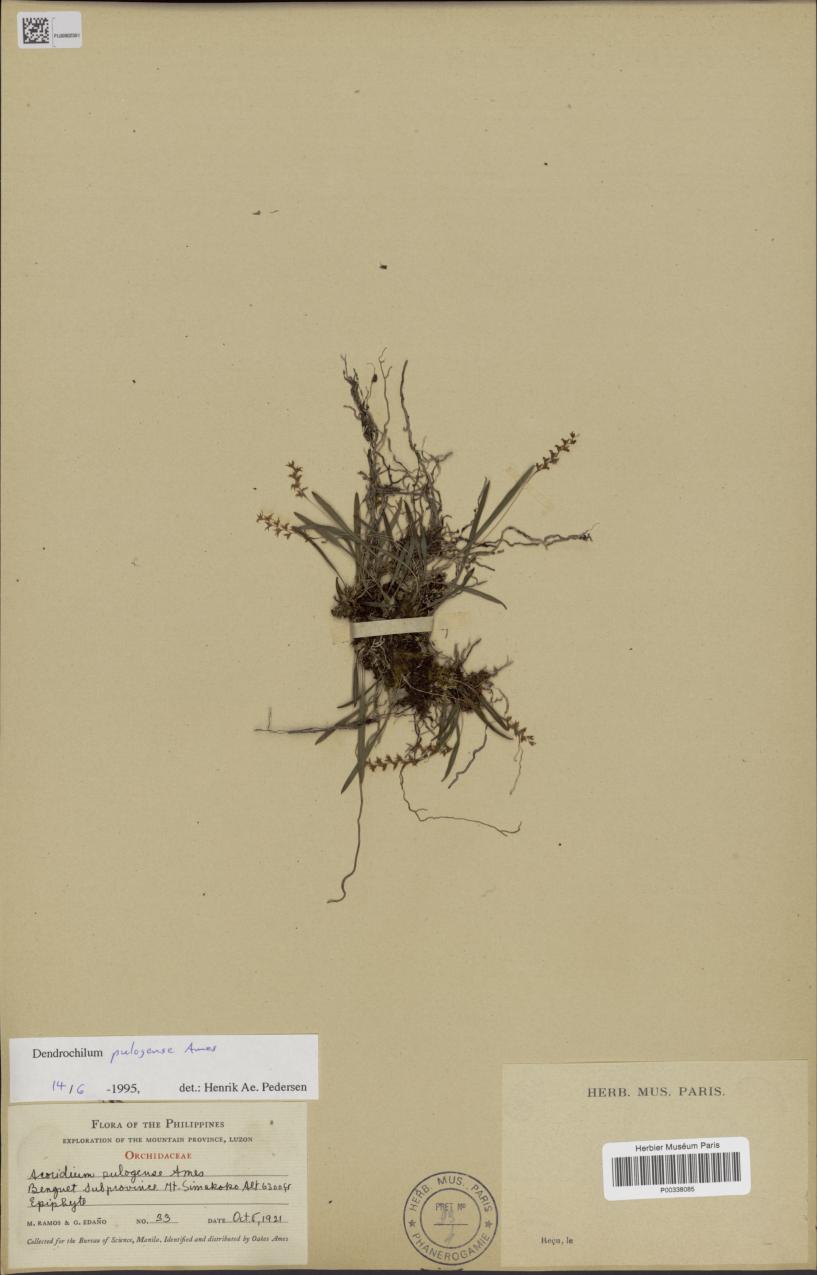 Dendrochilum pulogense Ames
14/6 -1995, det.: Henrik Ae. Pedersen
FLORA OF THE PHILIPPINES
EXPLORATION OF THE MOUNTAIN PROVINCE, LUZON
ORCHIDACEAE
Acoridium pulogense Ames
Benguet Subprovince Mt. Simakoko Alt.
Epiphyte
M. RAMOS & G. EDAÑO NO. 33 DATE Oct. 5, 1921
Collected for the Bureau of Science, Manila. Identified and distributed by Oakes Ames
HERB. MUS. PARIS.
PRET No
PHANEROGAMIE
HERB. MUS. PARIS.
Herbier Muséum Paris
P00338085
Reçu, le